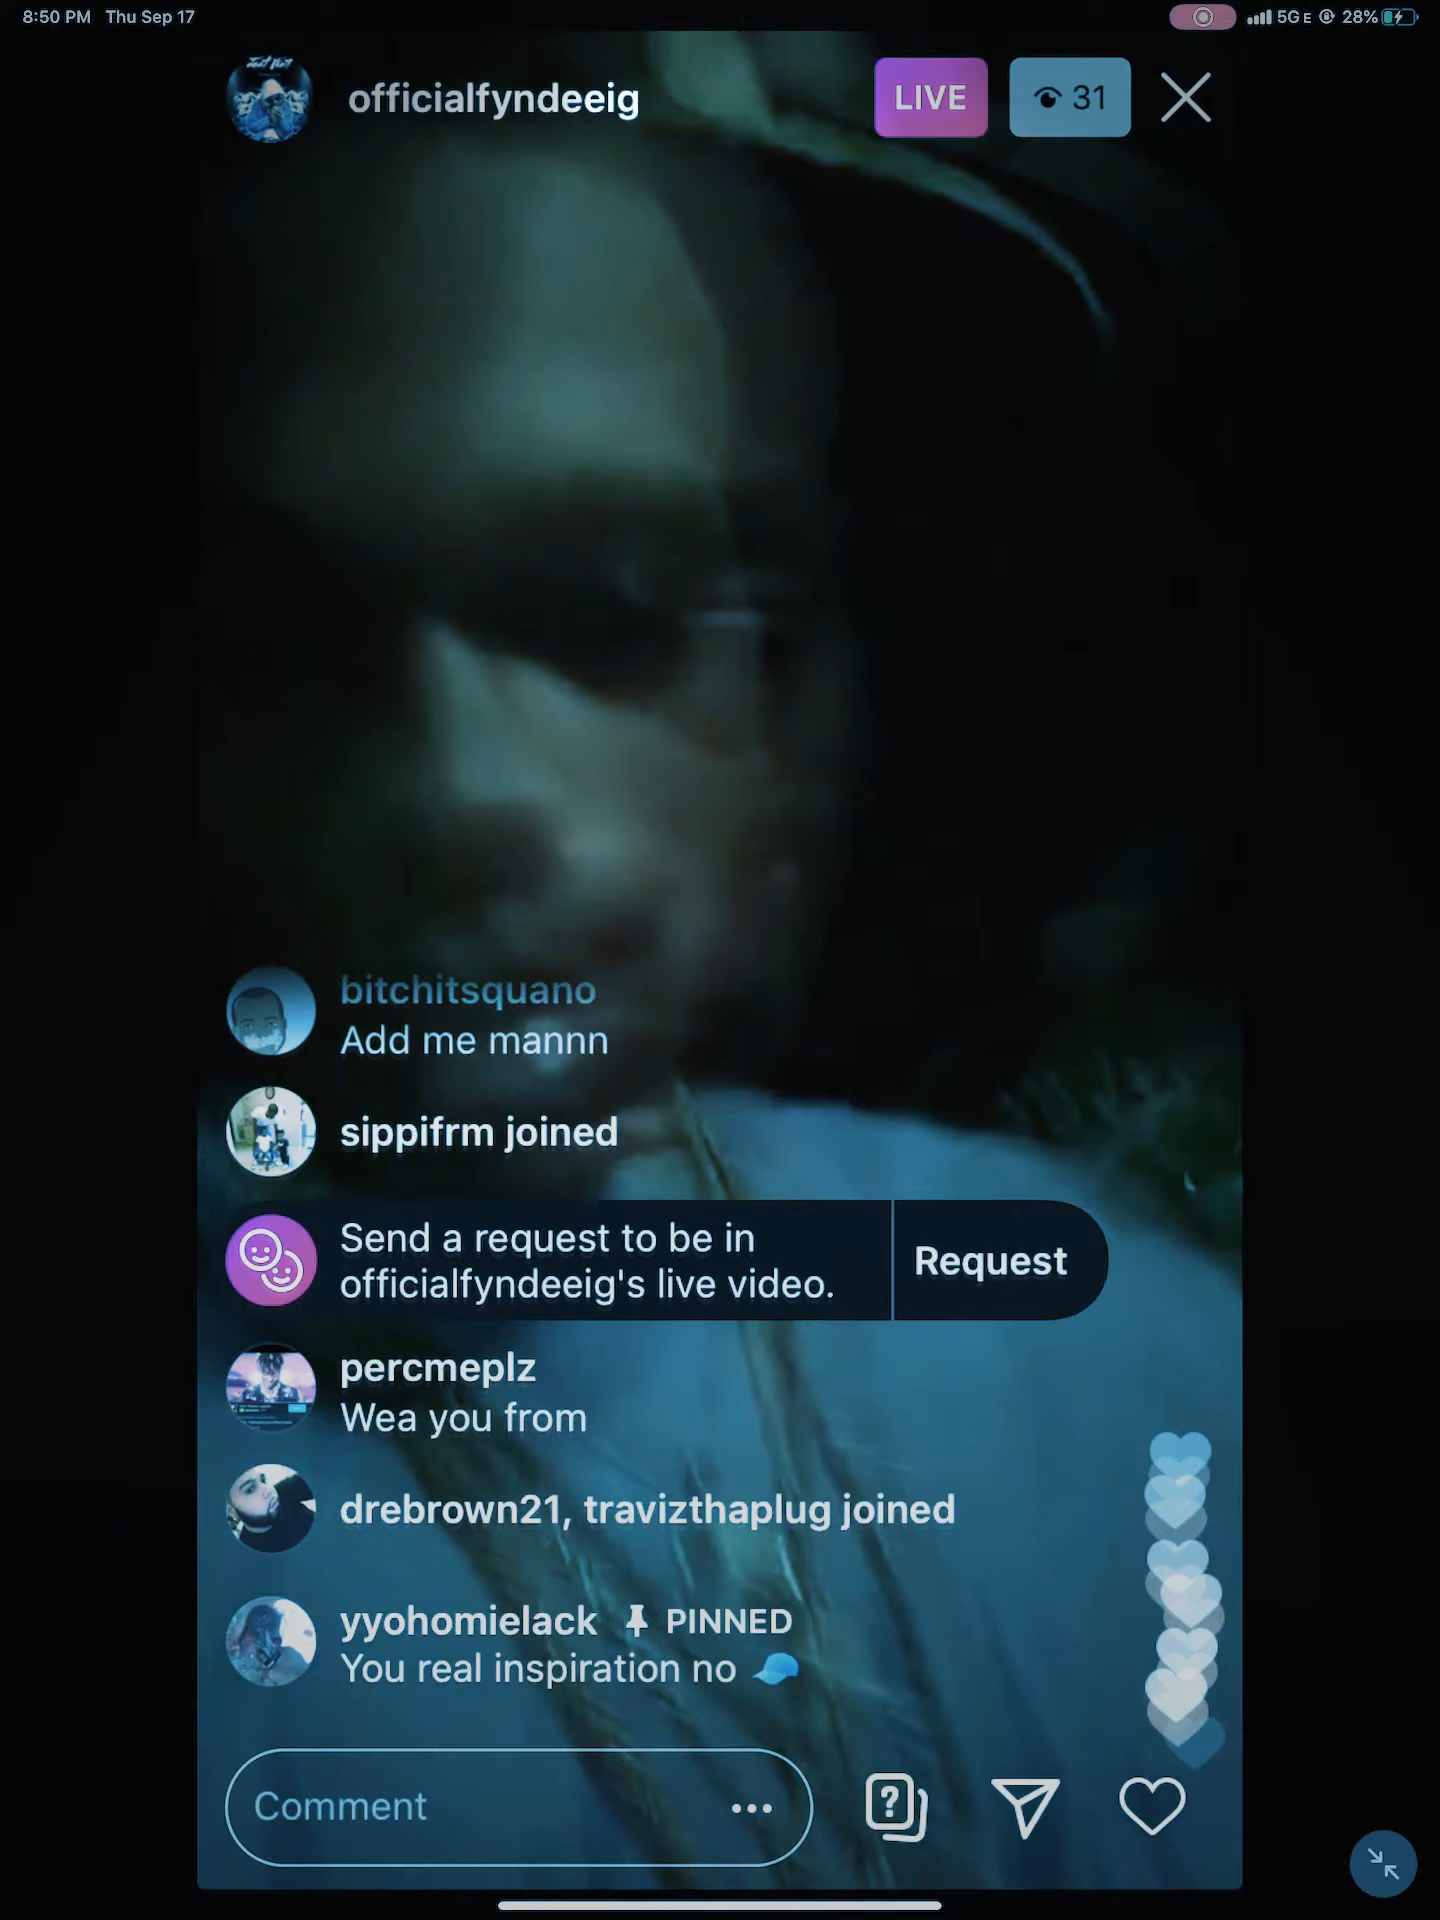 8:50 PM Thu Sep 17
5G E 28%
officialfyndeeig
LIVE
31
bitchitsquano
Add me mannn
sippifrm joined
Send a request to be in
officialfyndeeig's live video.
Request
percmeplz
Wea you from
drebrown21, travizthaplug joined
yyohomielack PINNED
You real inspiration no 🧢
Comment